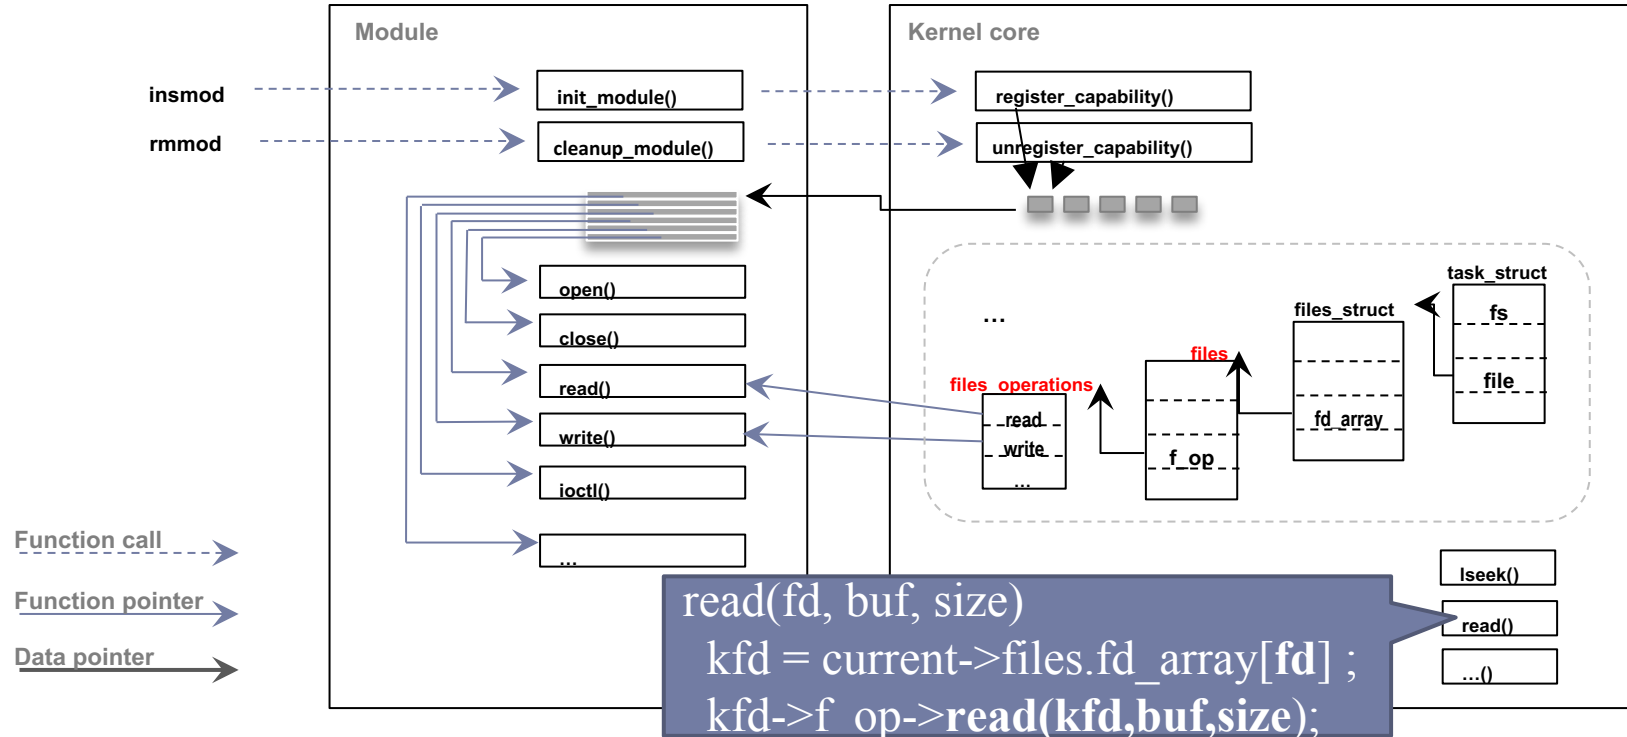 Module
Kernel core
insmod
init_module()
register_capability()
rmmod
cleanup_module()
unregister_capability()
open()
close()
read()
write()
ioctl()
…
…
task_struct
fs
file
files_struct
fd_array
files
f_op
files_operations
read
write
…
Function call
Function pointer
Data pointer
lseek()
read()
…()
read(fd, buf, size)
kfd = current->files.fd_array[fd] ;
kfd->f_op->read(kfd,buf,size);